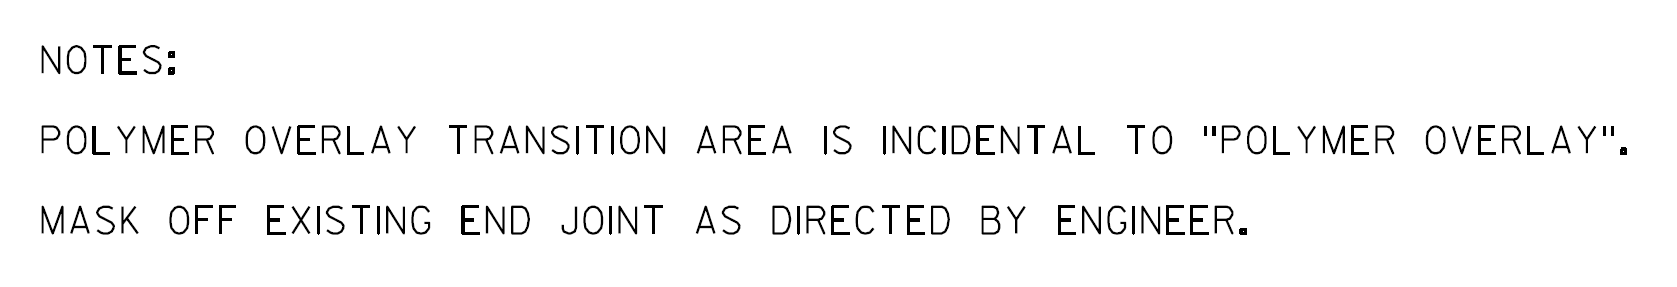 NOTES:
POLYMER OVERLAY TRANSITION AREA IS INCIDENTAL TO "POLYMER OVERLAY".
MASK OFF EXISTING END JOINT AS DIRECTED BY ENGINEER.